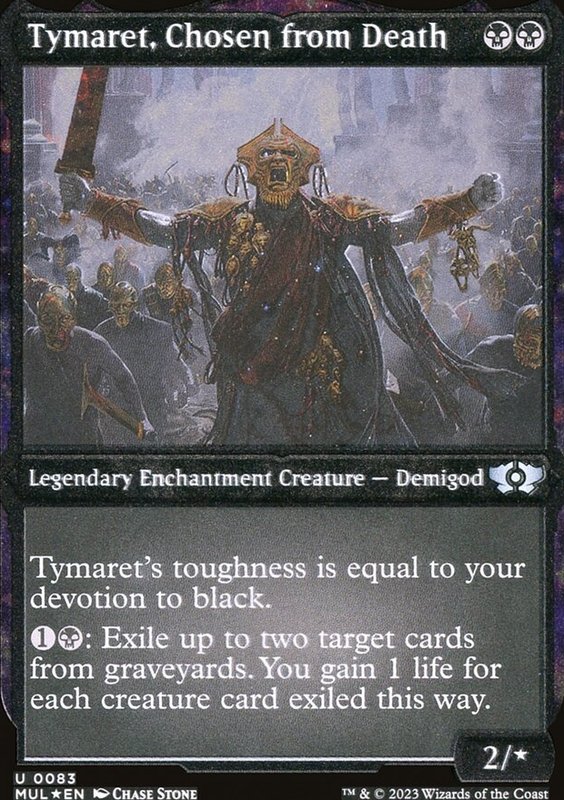 Tymaret, Chosen from Death
Legendary Enchantment Creature — Demigod
Tymaret's toughness is equal to your
devotion to black.
1: Exile up to two target cards
from graveyards. You gain 1 life for
each creature card exiled this way.
2/★
U 0083
MUL★EN Chase Stone
™ & © 2023 Wizards of the Coast